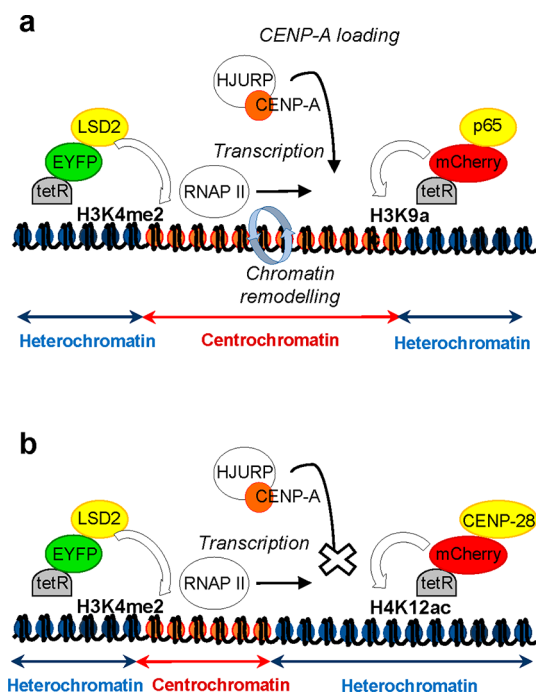 a
CENP-A loading
HJURP
CENP-A
LSD2
p65
EYFP
Transcription
mCherry
tetR
RNAP II
tetR
H3K4me2
H3K9a
Chromatin
remodelling
Heterochromatin
Centrochromatin
Heterochromatin
b
HJURP
CENP-A
LSD2
CENP-28
EYFP
Transcription
mCherry
tetR
RNAP II
tetR
H3K4me2
H4K12ac
Heterochromatin
Centrochromatin
Heterochromatin